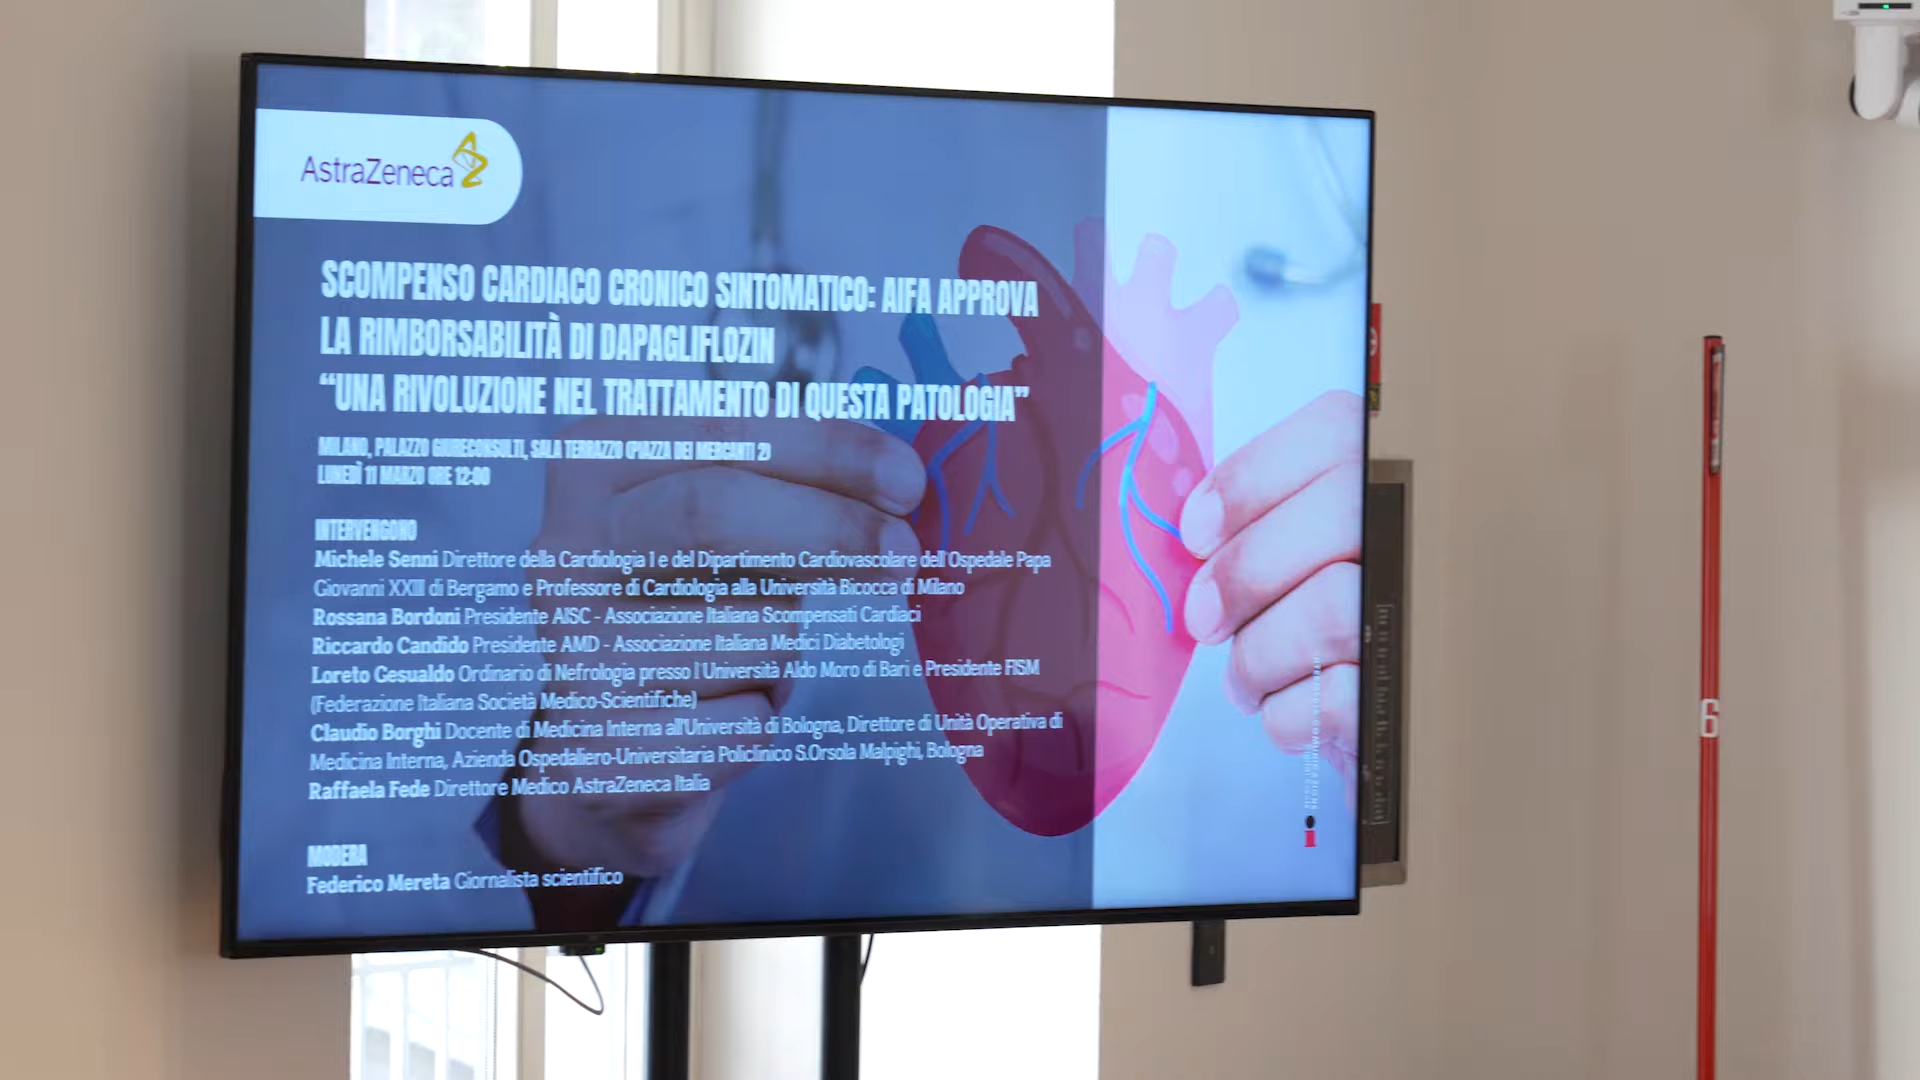 AstraZeneca
SCOMPENSO CARDIACO CRONICO SINTOMATICO: AIFA APPROVA
LA RIMBORSABILITÀ DI DAPAGLIFLOZIN
“UNA RIVOLUZIONE NEL TRATTAMENTO DI QUESTA PATOLOGIA”
MILANO, PALAZZO GIURECONSULTI, SALA TERRAZZO (PIAZZA DEI MERCANTI 2)
LUNEDÌ 11 MARZO ORE 12:00
INTERVENGONO
Michele Senni Direttore della Cardiologia 1 e del Dipartimento Cardiovascolare dell'Ospedale Papa
Giovanni XXIII di Bergamo e Professore di Cardiologia alla Università Bicocca di Milano
Rossana Bordoni Presidente AISC - Associazione Italiana Scompensati Cardiaci
Riccardo Candido Presidente AMD - Associazione Italiana Medici Diabetologi
Loreto Gesualdo Ordinario di Nefrologia presso l'Università Aldo Moro di Bari e Presidente FISM
(Federazione Italiana Società Medico-Scientifiche)
Claudio Borghi Docente di Medicina Interna all'Università di Bologna, Direttore di Unità Operativa di
Medicina Interna, Azienda Ospedaliero-Universitaria Policlinico S.Orsola Malpighi, Bologna
Raffaela Fede Direttore Medico AstraZeneca Italia
MODERA
Federico Mereta Giornalista scientifico
6